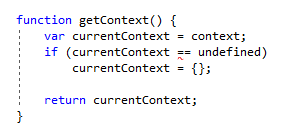 function getContext() {
    var currentContext = context;
    if (currentContext == undefined)
        currentContext = {};

    return currentContext;
}